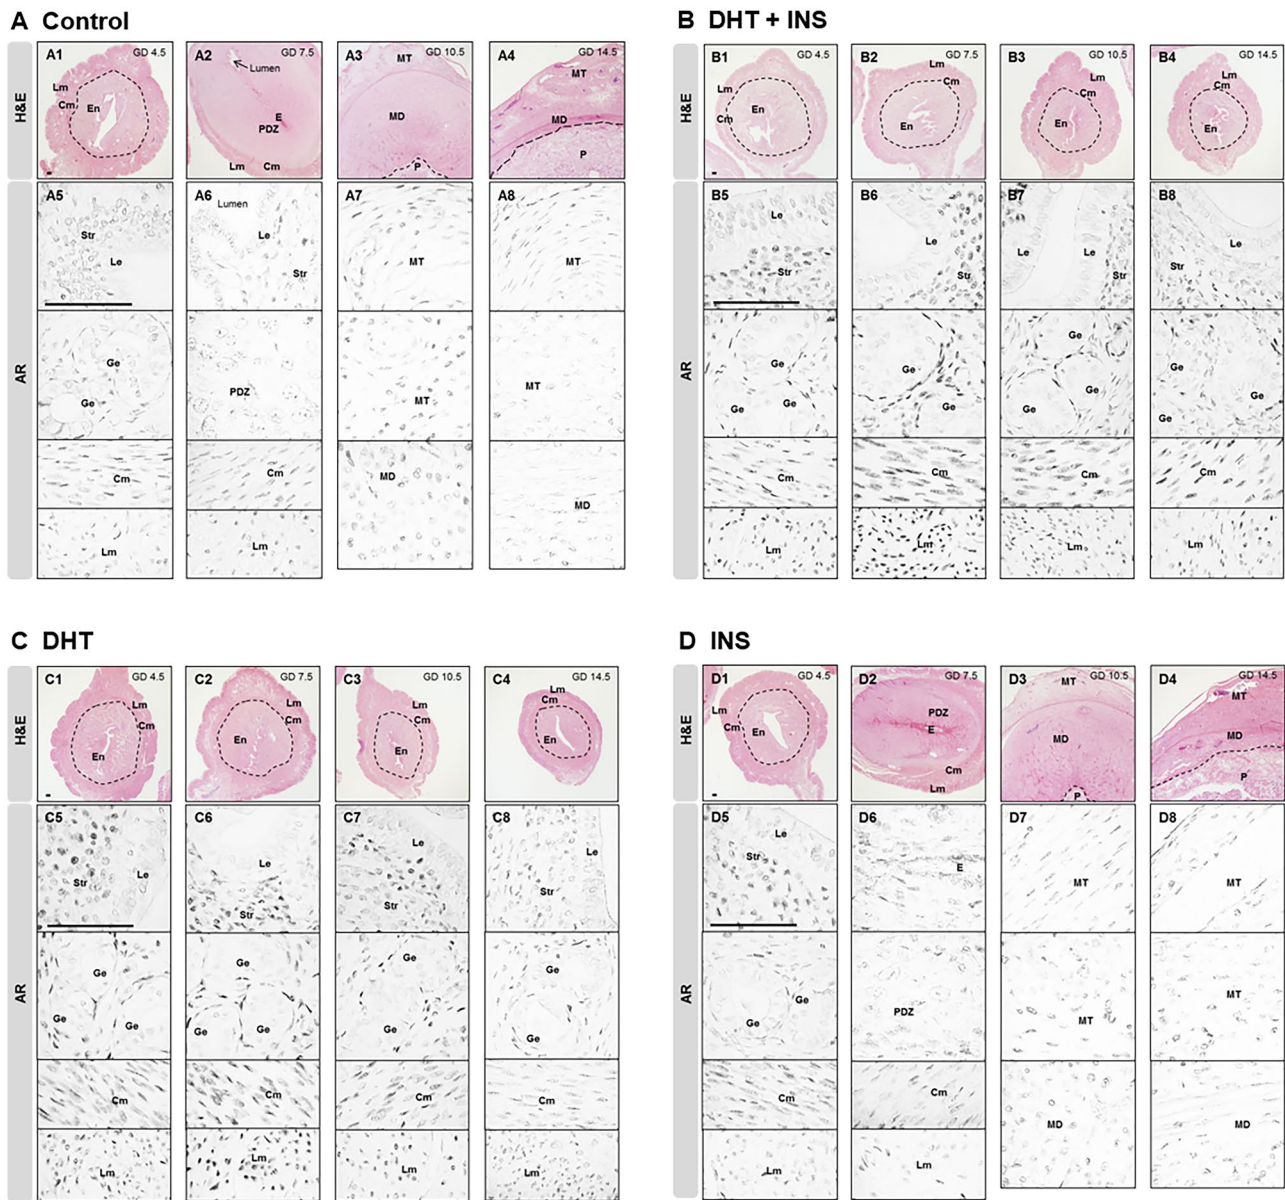 A Control
H&E
A1 GD 4.5
Lm
Cm
En
A2 GD 7.5
Lumen
E
PDZ
Lm Cm
A3 GD 10.5
MT
MD
P
A4 GD 14.5
MT
MD
P
AR
A5
Str
Le
A6
Lumen
Le
Str
A7
MT
A8
MT
Ge
Ge
PDZ
MT
MT
Cm
Cm
MD
MD
Lm
Lm
B DHT + INS
H&E
B1 GD 4.5
Lm
Cm
En
B2 GD 7.5
Lm
Cm
En
B3 GD 10.5
Lm
Cm
En
B4 GD 14.5
Lm
Cm
En
AR
B5
Le
Str
B6
Le
Str
B7
Le Le
Str
B8
Le
Str
Ge
Ge Ge
Ge
Ge
Ge
Ge
Ge
Ge
Ge
Ge
Cm
Cm
Cm
Cm
Lm
Lm
Lm
Lm
C DHT
H&E
C1 GD 4.5
Lm
Cm
En
C2 GD 7.5
Lm
Cm
En
C3 GD 10.5
Lm
Cm
En
C4 GD 14.5
Lm
Cm
En
AR
C5
Str Le
C6
Le
Str
C7
Le
Str
C8
Le
Str
Ge
Ge Ge
Ge
Ge Ge
Ge
Ge
Ge
Ge
Cm
Cm
Cm
Cm
Lm
Lm
Lm
Lm
D INS
H&E
D1 GD 4.5
Lm
Cm En
D2 GD 7.5
PDZ
E
Cm
Lm
D3 GD 10.5
MT
MD
P
D4 GD 14.5
MT
MD
P
AR
D5
Le
Str
D6
E
D7
MT
D8
MT
Ge
Ge
PDZ
MT
MT
Cm
Cm
MD
MD
Lm
Lm